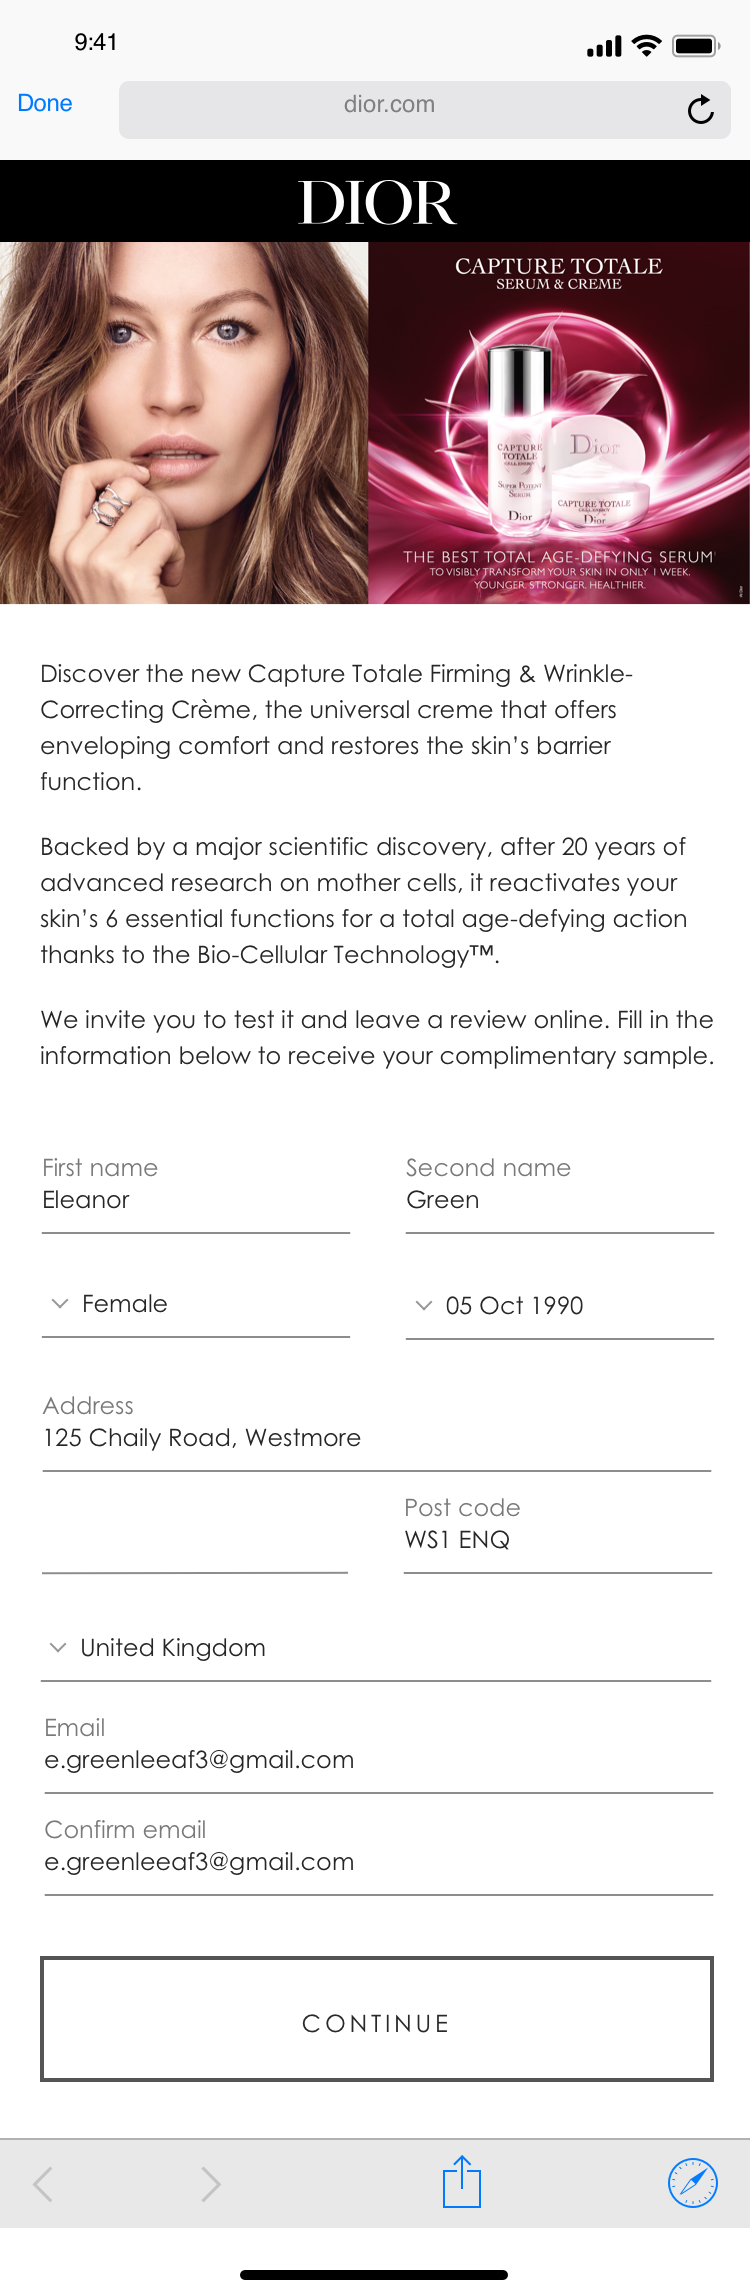 9:41
Done
dior.com
DIOR
CAPTURE TOTALE
SERUM & CREME
CAPTURE
TOTALE
CELL ENERGY
Super Potent
Serum
Dior
Dior
CAPTURE TOTALE
CELL ENERGY
Dior
THE BEST TOTAL AGE-DEFYING SERUM¹
TO VISIBLY TRANSFORM YOUR SKIN IN ONLY 1 WEEK.
YOUNGER. STRONGER. HEALTHIER.
Discover the new Capture Totale Firming & Wrinkle-
Correcting Crème, the universal creme that offers
enveloping comfort and restores the skin’s barrier
function.
Backed by a major scientific discovery, after 20 years of
advanced research on mother cells, it reactivates your
skin’s 6 essential functions for a total age-defying action
thanks to the Bio-Cellular Technology™.
We invite you to test it and leave a review online. Fill in the
information below to receive your complimentary sample.
First name
Second name
Eleanor
Green
Female
05 Oct 1990
Address
125 Chaily Road, Westmore
Post code
WS1 ENQ
United Kingdom
Email
e.greenleeaf3@gmail.com
Confirm email
e.greenleeaf3@gmail.com
CONTINUE